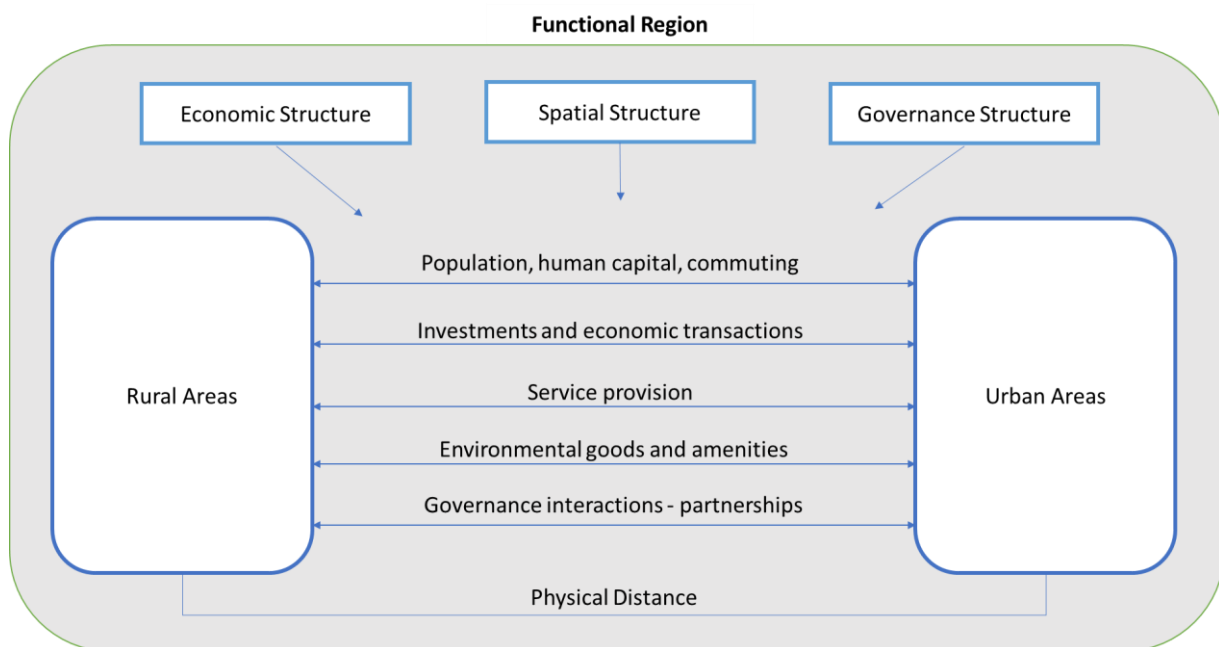 Functional Region
Economic Structure
Spatial Structure
Governance Structure
Population, human capital, commuting
Investments and economic transactions
Rural Areas
Service provision
Urban Areas
Environmental goods and amenities
Governance interactions - partnerships
Physical Distance